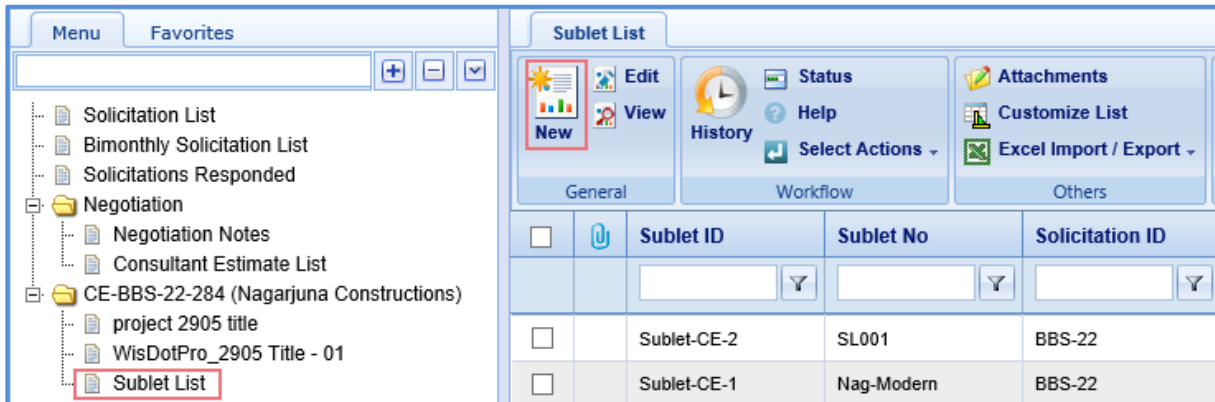 Menu
Favorites
Solicitation List
Bimonthly Solicitation List
Solicitations Responded
Negotiation
Negotiation Notes
Consultant Estimate List
CE-BBS-22-284 (Nagarjuna Constructions)
project 2905 title
WisDotPro_2905 Title - 01
Sublet List
Sublet List
New
Edit
View
General
History
Status
Help
Select Actions
Workflow
Attachments
Customize List
Excel Import / Export
Others
Sublet ID Sublet No Solicitation ID
Sublet-CE-2 SL001 BBS-22
Sublet-CE-1 Nag-Modern BBS-22